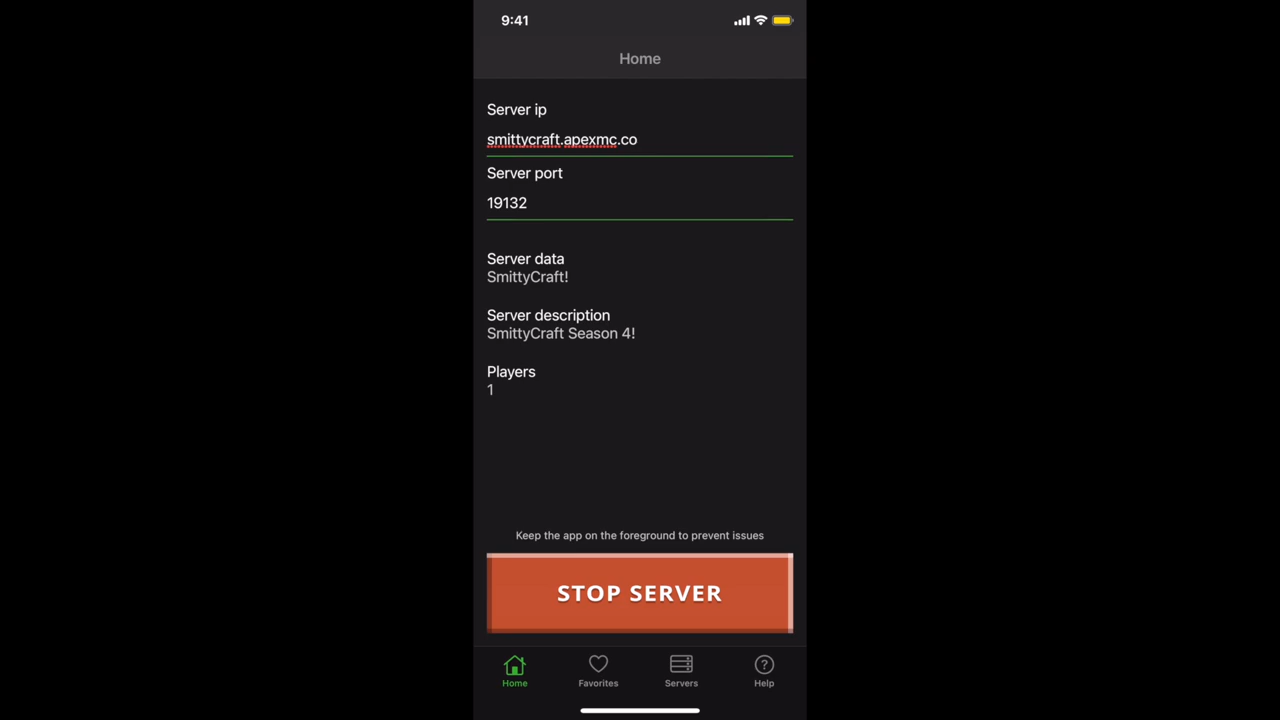 9:41
Home
Server ip
smittycraft.apexmc.co
Server port
19132
Server data
SmittyCraft!
Server description
SmittyCraft Season 4!
Players
1
Keep the app on the foreground to prevent issues
STOP SERVER
Home Favorites Servers Help